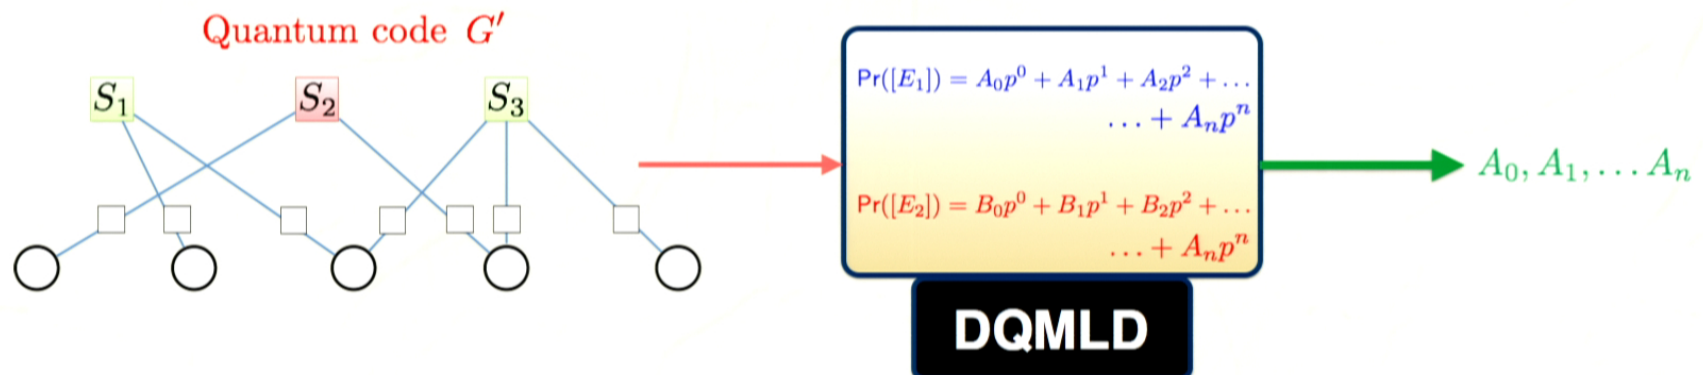 Quantum code G′
S₁ S₂ S₃
Pr([E₁]) = A₀p⁰ + A₁p¹ + A₂p² + …
… + Aₙpⁿ
Pr([E₂]) = B₀p⁰ + B₁p¹ + B₂p² + …
… + Aₙpⁿ
DQMLD
A₀, A₁, … Aₙ